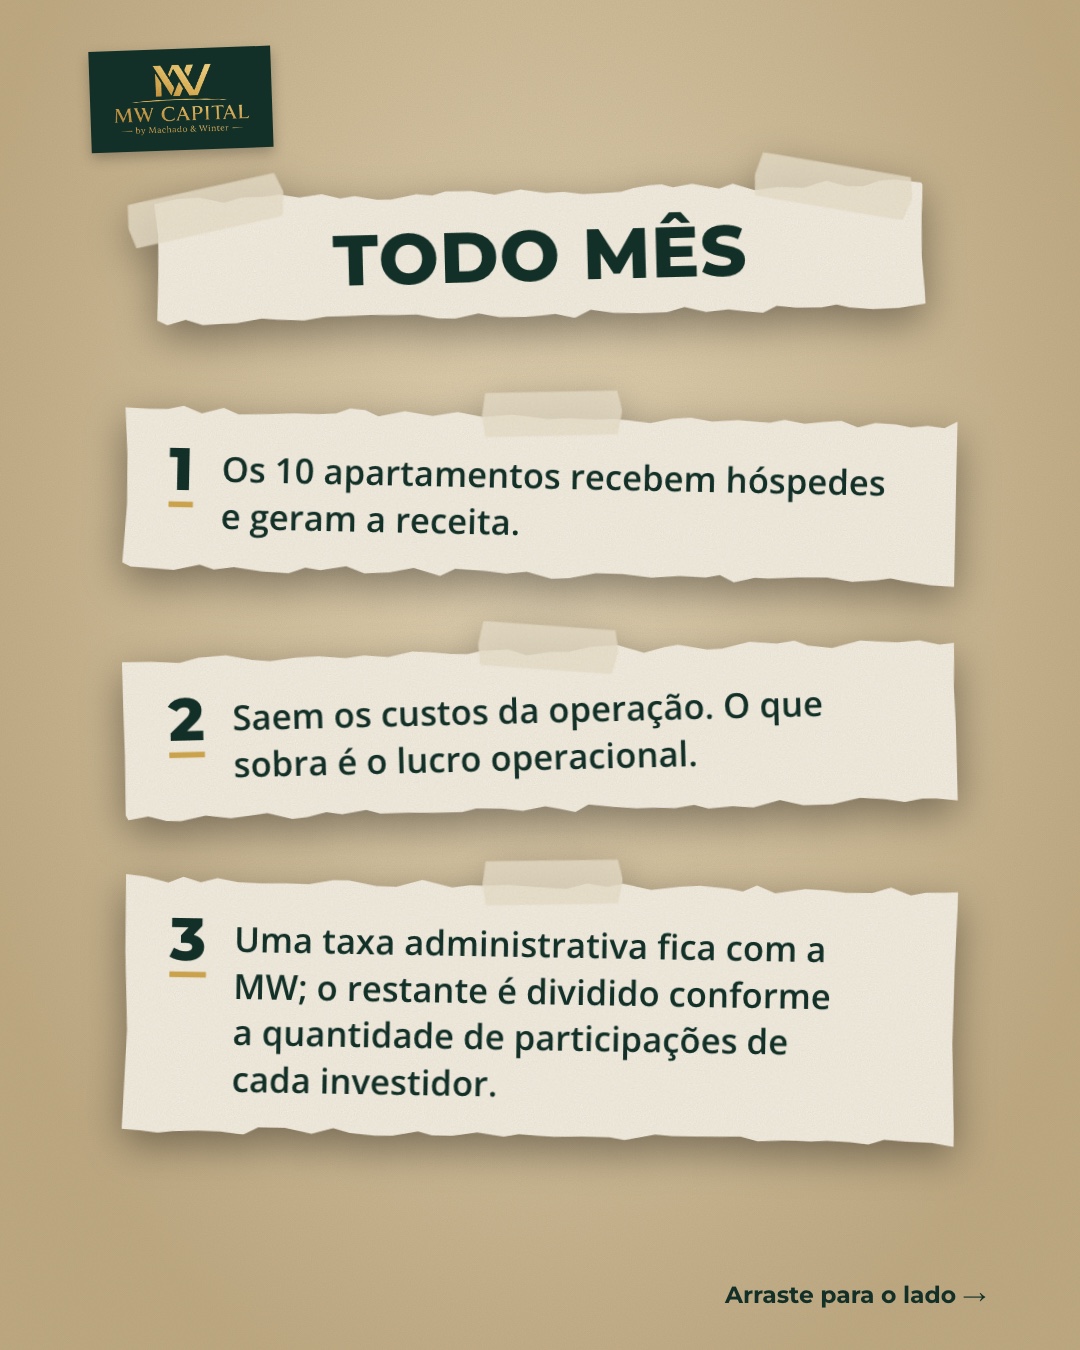 MW CAPITAL
by Machado & Winter
TODO MÊS
1
Os 10 apartamentos recebem hóspedes
e geram a receita.
2
Saem os custos da operação. O que
sobra é o lucro operacional.
3
Uma taxa administrativa fica com a
MW; o restante é dividido conforme
a quantidade de participações de
cada investidor.
Arraste para o lado →